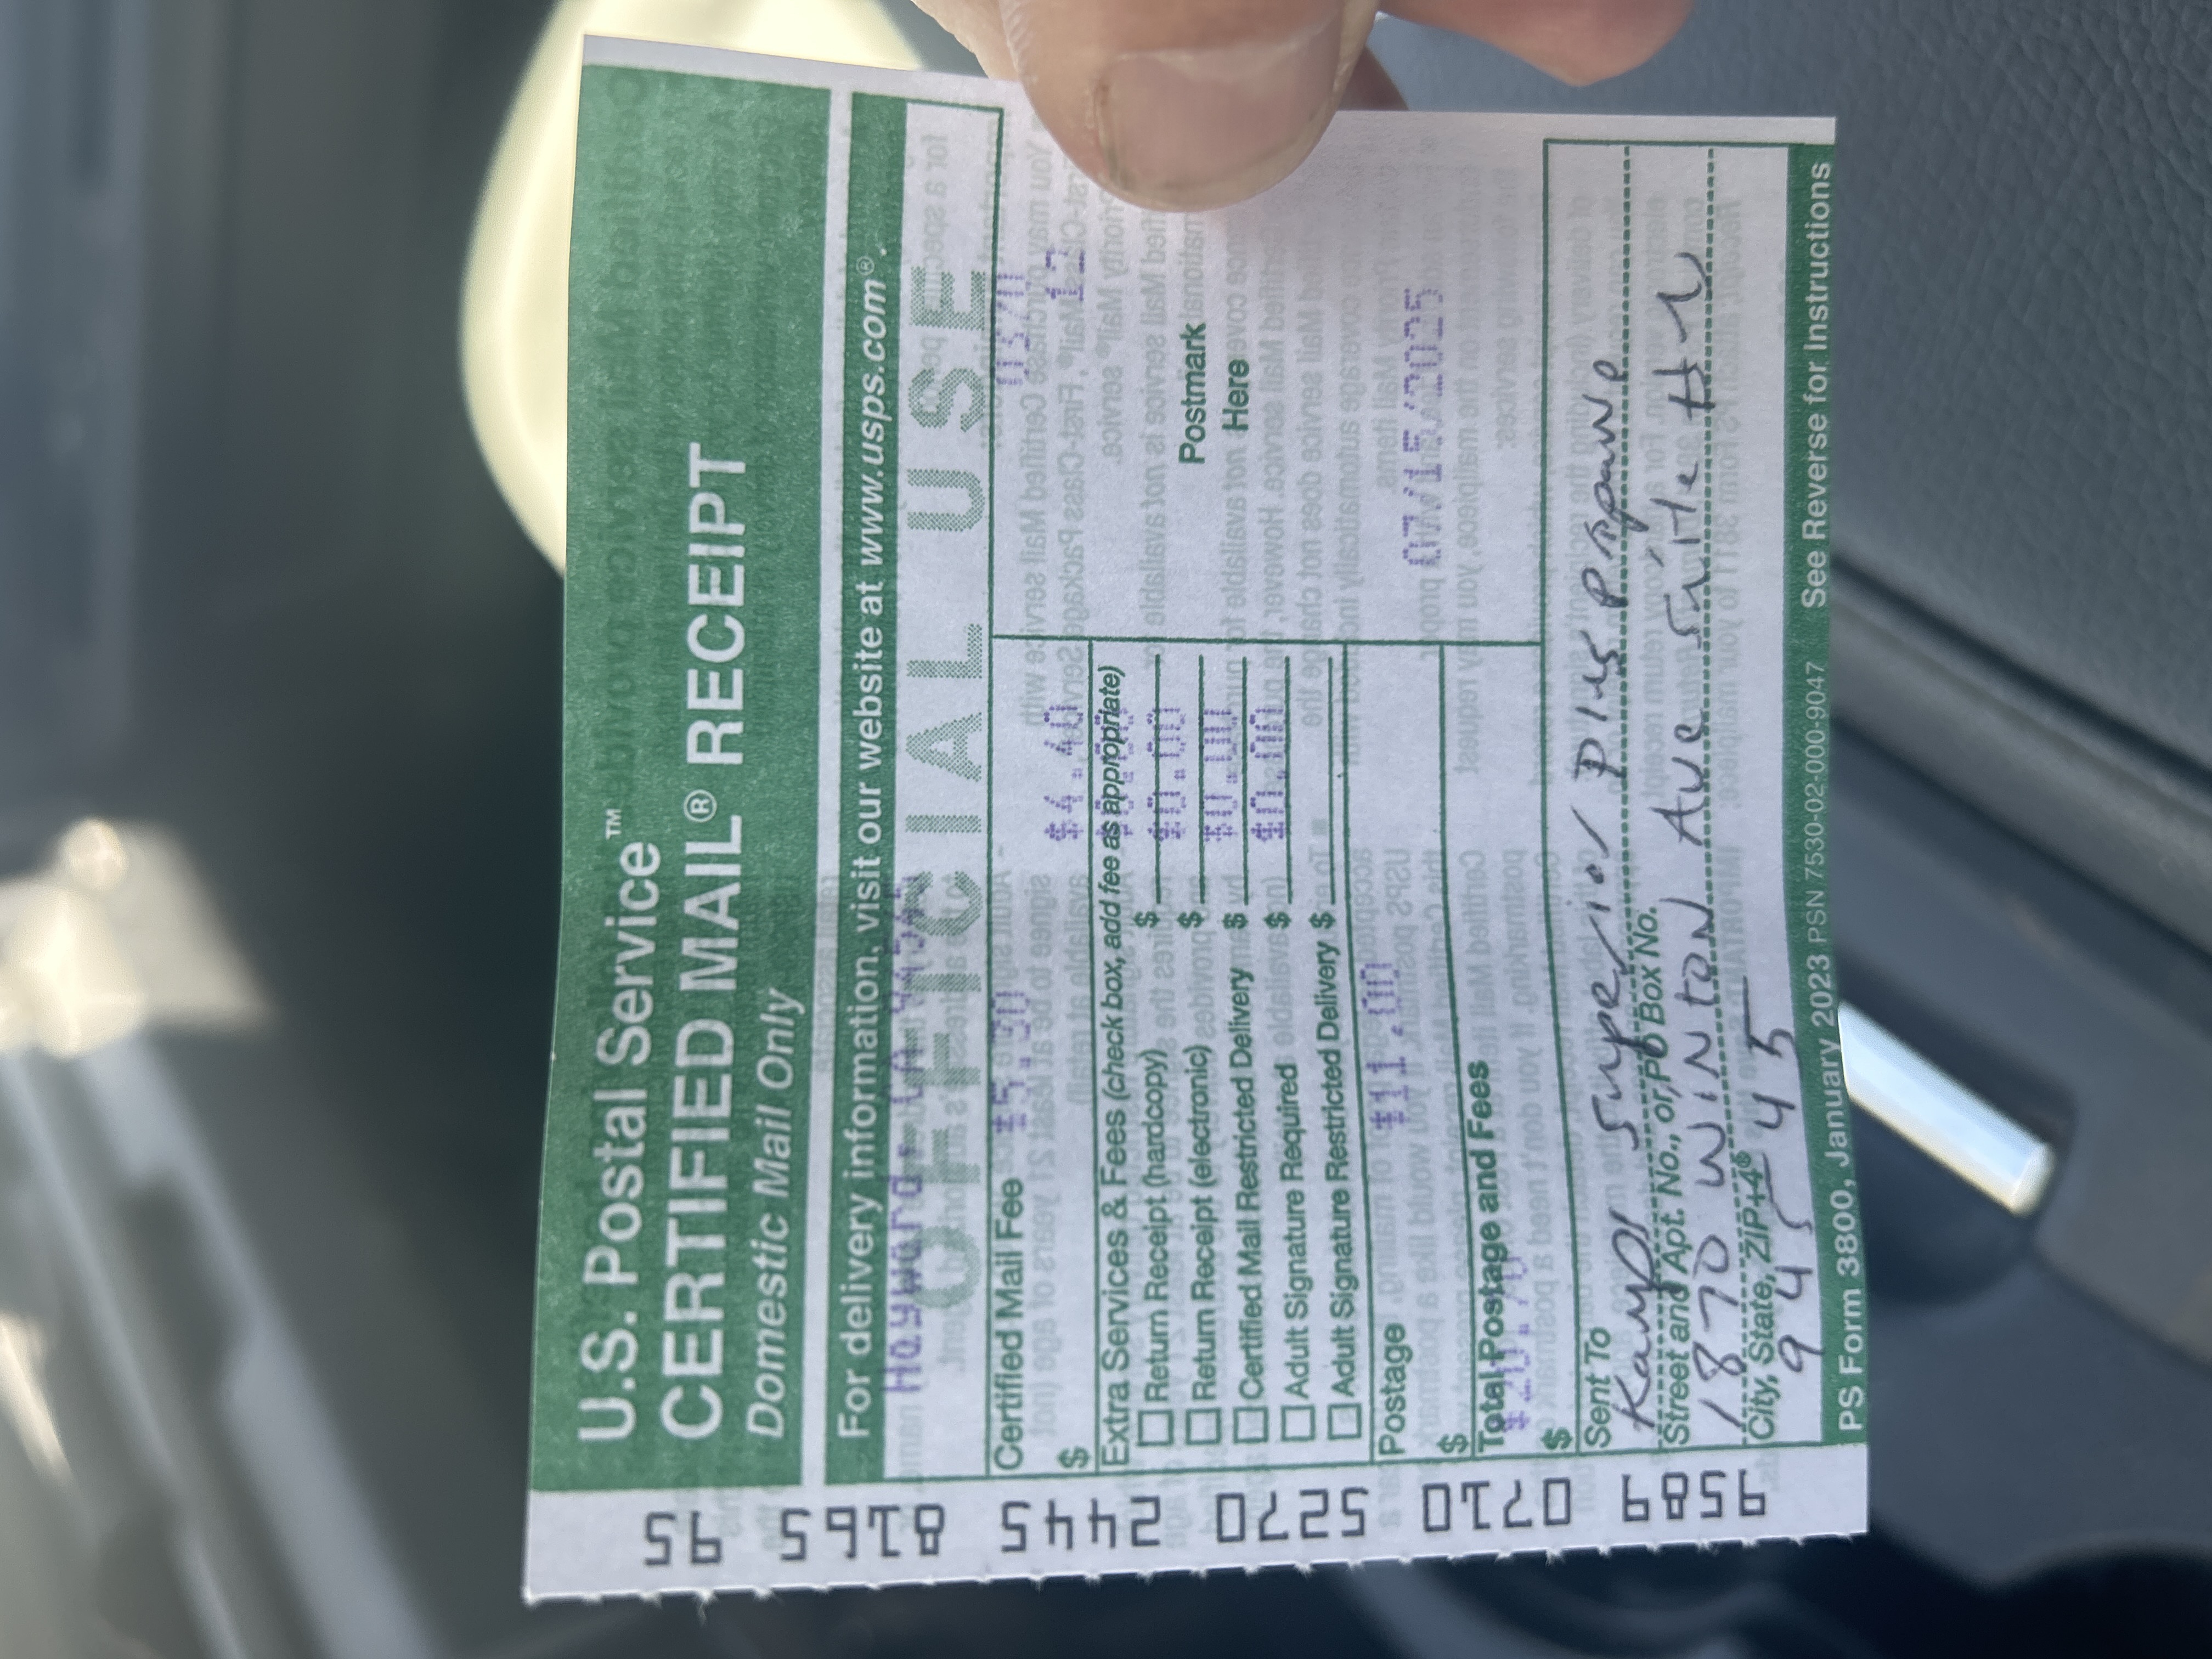 U.S. Postal Service™
CERTIFIED MAIL® RECEIPT
Domestic Mail Only
For delivery information, visit our website at www.usps.com®.
Hayward, CA 94545
OFFICIAL USE
Certified Mail Fee $5.30
$
$4.40
0370
12
Extra Services & Fees (check box, add fee as appropriate)
$0.00
Return Receipt (hardcopy) $
$0.00
Return Receipt (electronic) $
$0.00
Certified Mail Restricted Delivery $
$0.00
Adult Signature Required $
Adult Signature Restricted Delivery $
Postmark
Here
Postage $11.00
$
07/15/2025
Total Postage and Fees
$20.70
$
Sent To
Kamps Superior Plus Propane
Street and Apt. No., or PO Box No.
1870 WINtON Ave Suite #
City, State, ZIP+4®
94545
PS Form 3800, January 2023 PSN 7530-02-000-9047 See Reverse for Instructions
9589 0710 5270 2445 8165 95